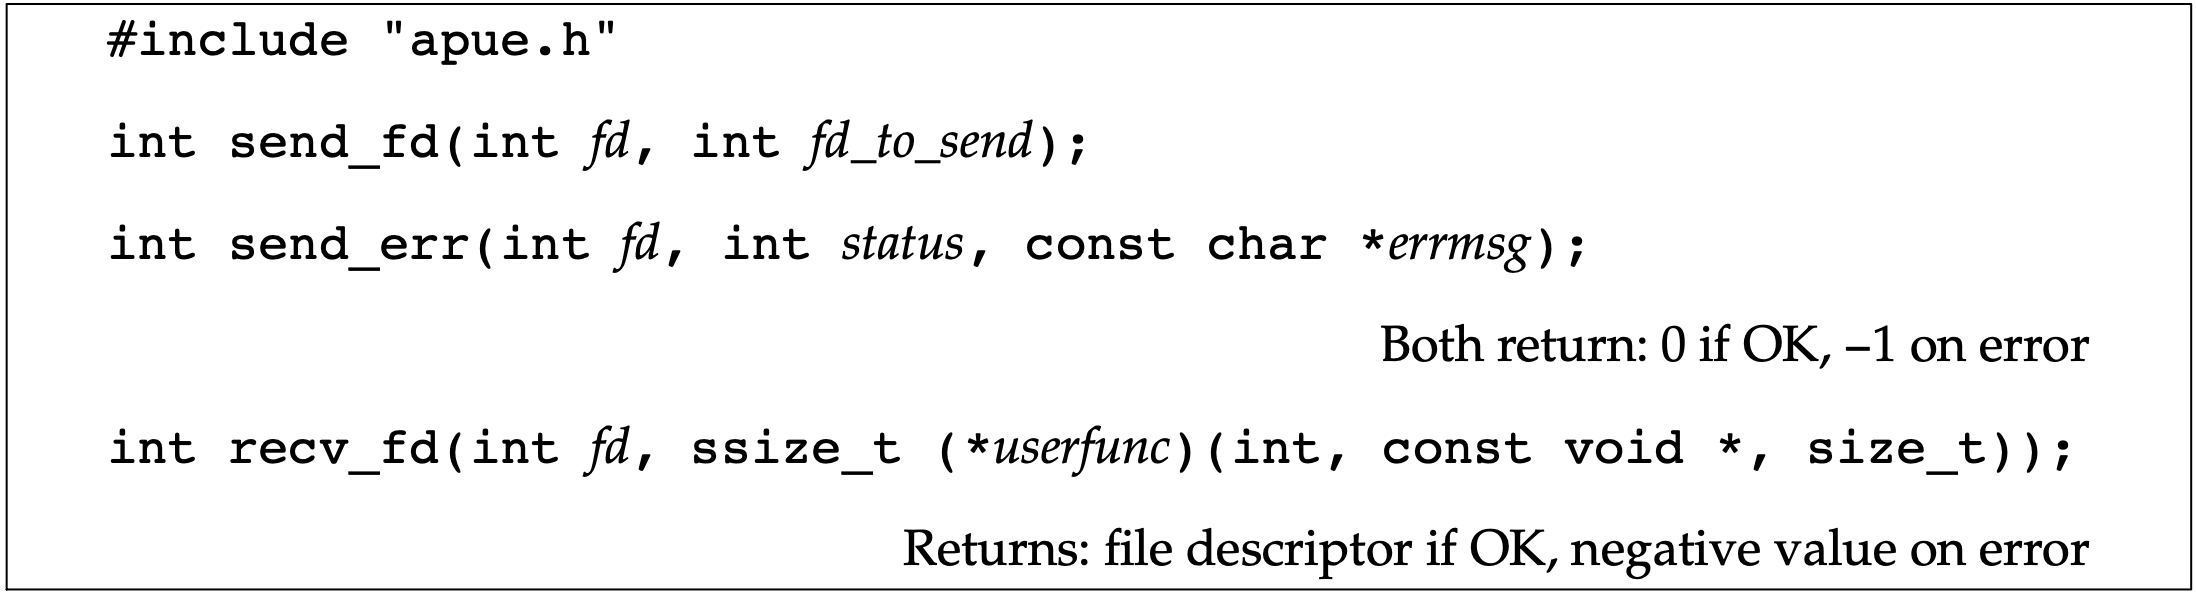 #include "apue.h"
int send_fd(int fd, int fd_to_send);
int send_err(int fd, int status, const char *errmsg);
Both return: 0 if OK, −1 on error
int recv_fd(int fd, ssize_t (*userfunc)(int, const void *, size_t));
Returns: file descriptor if OK, negative value on error